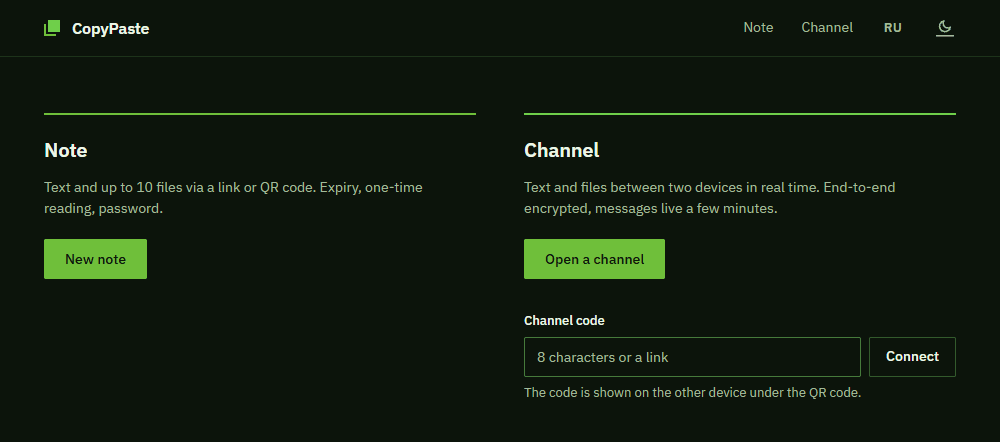 CopyPaste
Note
Channel
RU
Note
Text and up to 10 files via a link or QR code. Expiry, one-time
reading, password.
New note
Channel
Text and files between two devices in real time. End-to-end
encrypted, messages live a few minutes.
Open a channel
Channel code
8 characters or a link
Connect
The code is shown on the other device under the QR code.